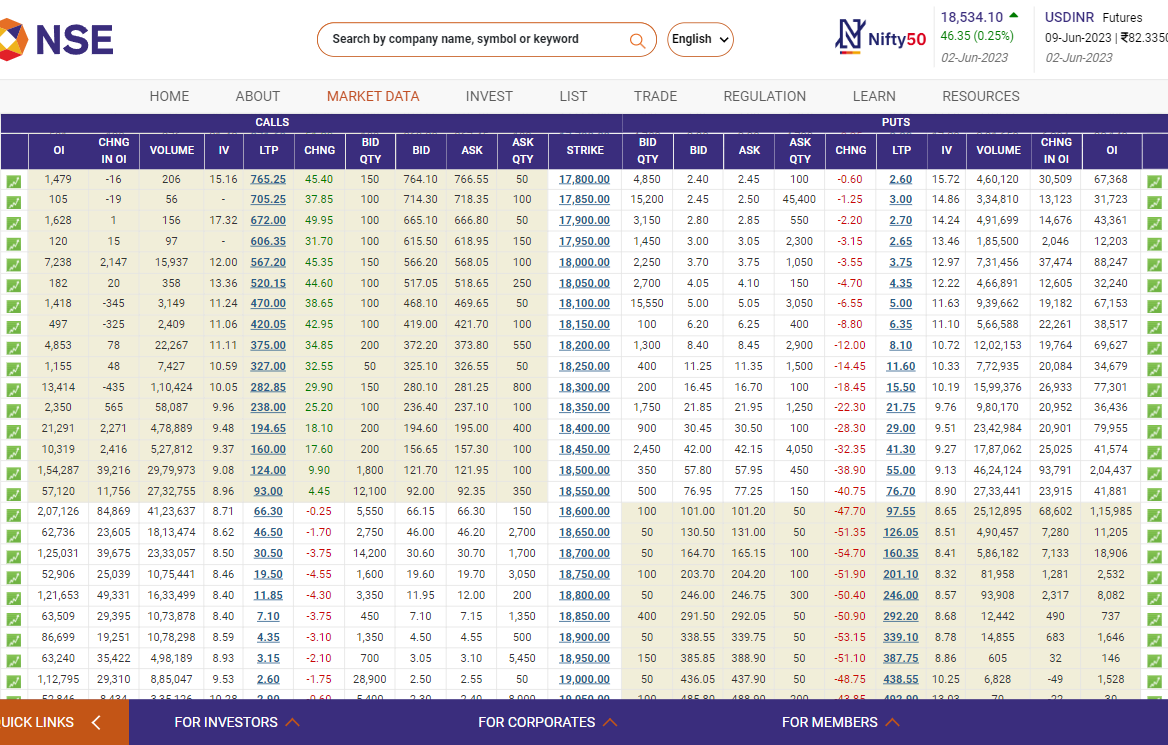 NSE
Search by company name, symbol or keyword
English
Nifty50
18,534.10
46.35 (0.25%)
02-Jun-2023
USDINR Futures
09-Jun-2023 | ₹82.3350
02-Jun-2023
HOME ABOUT MARKET DATA INVEST LIST TRADE REGULATION LEARN RESOURCES
CALLS PUTS
OI CHNG IN OI VOLUME IV LTP CHNG BID QTY BID ASK ASK QTY STRIKE BID QTY BID ASK ASK QTY CHNG LTP IV VOLUME CHNG IN OI OI
1,479 -16 206 15.16 765.25 45.40 150 764.10 766.55 50 17,800.00 4,850 2.40 2.45 100 -0.60 2.60 15.72 4,60,120 30,509 67,368
105 -19 56 - 705.25 37.85 100 714.30 718.35 100 17,850.00 15,200 2.45 2.50 45,400 -1.25 3.00 14.86 3,34,810 13,123 31,723
1,628 1 156 17.32 672.00 49.95 100 665.10 666.80 50 17,900.00 3,150 2.80 2.85 550 -2.20 2.70 14.24 4,91,699 14,676 43,361
120 15 97 - 606.35 31.70 100 615.50 618.95 150 17,950.00 1,450 3.00 3.05 2,300 -3.15 2.65 13.46 1,85,500 2,046 12,203
7,238 2,147 15,937 12.00 567.20 45.35 150 566.20 568.05 100 18,000.00 2,250 3.70 3.75 1,050 -3.55 3.75 12.97 7,31,456 37,474 88,247
182 20 358 13.36 520.15 44.60 100 517.05 518.65 250 18,050.00 2,700 4.05 4.10 150 -4.70 4.35 12.22 4,66,891 12,605 32,240
1,418 -345 3,149 11.24 470.00 38.65 100 468.10 469.65 50 18,100.00 15,550 5.00 5.05 3,050 -6.55 5.00 11.63 9,39,662 19,182 67,153
497 -325 2,409 11.06 420.05 42.95 100 419.00 421.70 100 18,150.00 100 6.20 6.25 400 -8.80 6.35 11.10 5,66,588 22,261 38,517
4,853 78 22,267 11.11 375.00 34.85 200 372.20 373.80 550 18,200.00 1,300 8.40 8.45 2,900 -12.00 8.10 10.72 12,02,153 19,764 69,627
1,155 48 7,427 10.59 327.00 32.55 50 325.10 326.55 50 18,250.00 400 11.25 11.35 1,500 -14.45 11.60 10.33 7,72,935 20,084 34,679
13,414 -435 1,10,424 10.05 282.85 29.90 150 280.10 281.25 800 18,300.00 200 16.45 16.70 100 -18.45 15.50 10.19 15,99,376 26,933 77,301
2,350 565 58,087 9.96 238.00 25.20 100 236.40 237.10 100 18,350.00 1,750 21.85 21.95 1,250 -22.30 21.75 9.76 9,80,170 20,952 36,436
21,291 2,271 4,78,889 9.48 194.65 18.10 200 194.60 195.00 400 18,400.00 900 30.45 30.50 100 -28.30 29.00 9.51 23,42,984 20,901 79,955
10,319 2,416 5,27,812 9.37 160.00 17.60 200 156.65 157.30 100 18,450.00 2,450 42.00 42.15 4,050 -32.35 41.30 9.27 17,87,062 25,025 41,574
1,54,287 39,216 29,79,973 9.08 124.00 9.90 1,800 121.70 121.95 100 18,500.00 350 57.80 57.95 450 -38.90 55.00 9.13 46,24,124 93,791 2,04,437
57,120 11,756 27,32,755 8.96 93.00 4.45 12,100 92.00 92.35 350 18,550.00 500 76.95 77.25 150 -40.75 76.70 8.90 27,33,441 23,915 41,881
2,07,126 84,869 41,23,637 8.71 66.30 -0.25 5,550 66.15 66.30 150 18,600.00 100 101.00 101.20 50 -47.70 97.55 8.65 25,12,895 68,602 1,15,985
62,736 23,605 18,13,474 8.62 46.50 -1.70 2,750 46.00 46.20 2,700 18,650.00 50 130.50 131.00 50 -51.35 126.05 8.51 4,90,457 7,280 11,205
1,25,031 39,675 23,33,057 8.50 30.50 -3.75 14,200 30.60 30.70 1,700 18,700.00 50 164.70 165.15 100 -54.70 160.35 8.41 5,86,182 7,133 18,906
52,906 25,039 10,75,441 8.46 19.50 -4.55 1,600 19.60 19.70 3,050 18,750.00 100 203.70 204.20 100 -51.90 201.10 8.32 81,958 1,281 2,532
1,21,653 49,331 16,33,499 8.40 11.85 -4.30 3,350 11.95 12.00 200 18,800.00 50 246.00 246.75 300 -50.40 246.00 8.57 93,908 2,317 8,082
63,509 29,395 10,73,878 8.40 7.10 -3.75 450 7.10 7.15 1,350 18,850.00 400 291.50 292.05 50 -50.90 292.20 8.68 12,442 490 737
86,699 19,251 10,78,298 8.59 4.35 -3.10 1,350 4.50 4.55 500 18,900.00 50 338.55 339.75 50 -53.15 339.10 8.78 14,855 683 1,646
63,240 35,422 4,98,189 8.93 3.15 -2.10 700 3.05 3.10 5,450 18,950.00 150 385.85 388.90 50 -51.10 387.75 8.86 605 32 146
1,12,795 29,310 8,85,047 9.53 2.60 -1.75 28,900 2.50 2.55 50 19,000.00 50 436.05 437.90 50 -48.75 438.55 10.25 6,828 -49 1,528
QUICK LINKS FOR INVESTORS FOR CORPORATES FOR MEMBERS